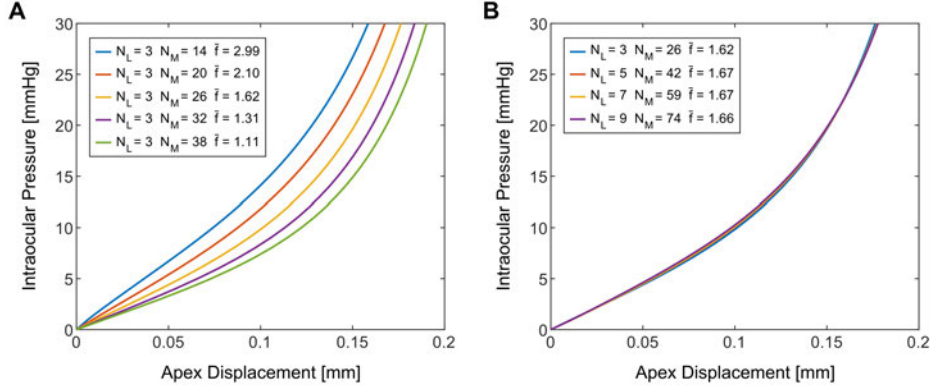 A
Intraocular Pressure [mmHg]
30
25
20
15
10
5
0
N_L = 3 N_M = 14 f̄ = 2.99
N_L = 3 N_M = 20 f̄ = 2.10
N_L = 3 N_M = 26 f̄ = 1.62
N_L = 3 N_M = 32 f̄ = 1.31
N_L = 3 N_M = 38 f̄ = 1.11
0 0.05 0.1 0.15 0.2
Apex Displacement [mm]
B
Intraocular Pressure [mmHg]
30
25
20
15
10
5
0
N_L = 3 N_M = 26 f̄ = 1.62
N_L = 5 N_M = 42 f̄ = 1.67
N_L = 7 N_M = 59 f̄ = 1.67
N_L = 9 N_M = 74 f̄ = 1.66
0 0.05 0.1 0.15 0.2
Apex Displacement [mm]